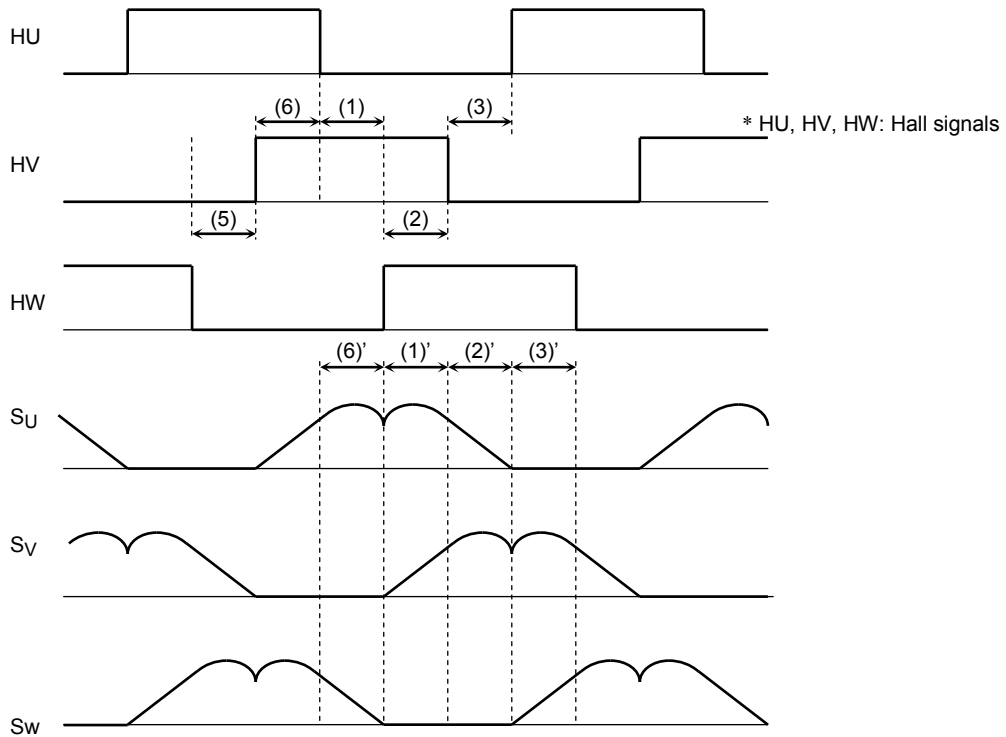 HU
(6) (1) (3)
* HU, HV, HW: Hall signals
HV
(5) (2)
HW
(6)’ (1)’ (2)’ (3)’
SU
SV
Sw